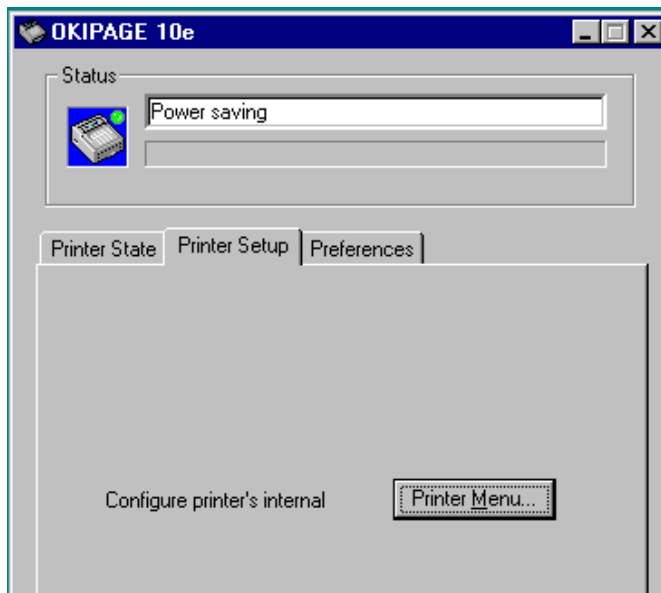 OKIPAGE 10e
Status
Power saving
Printer State Printer Setup Preferences
Configure printer's internal Printer Menu...